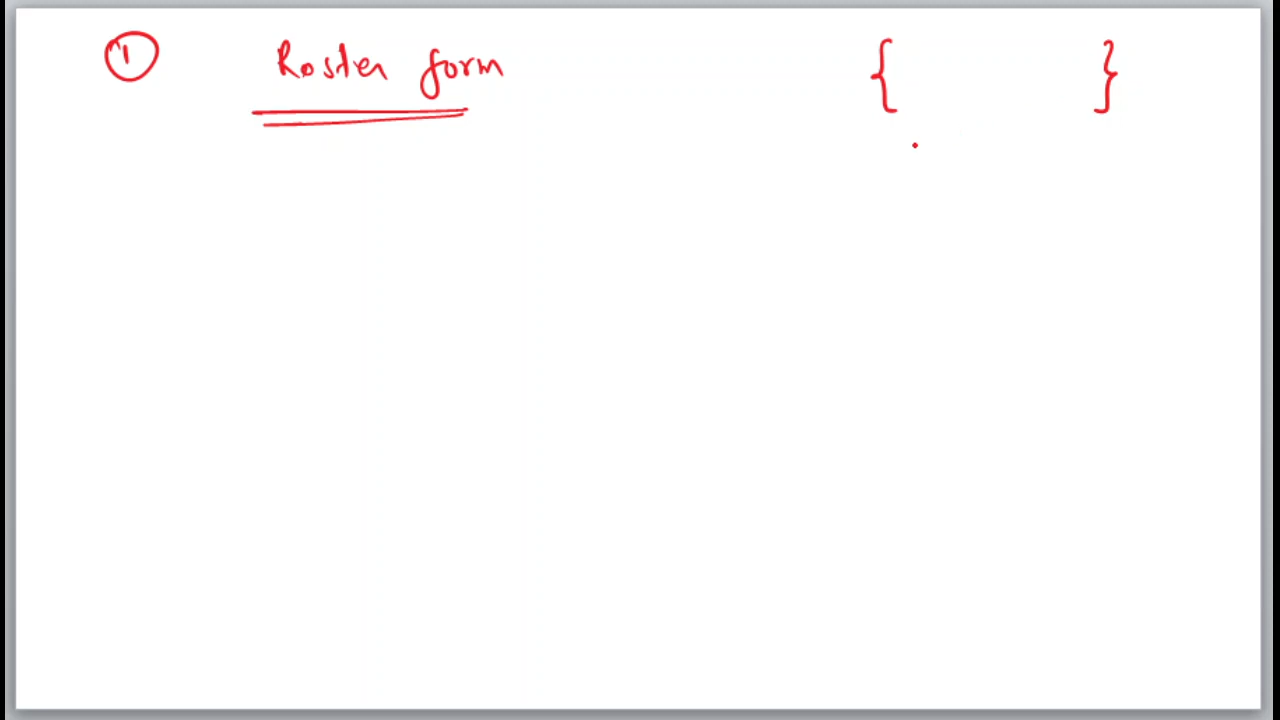 ① Roster form { }